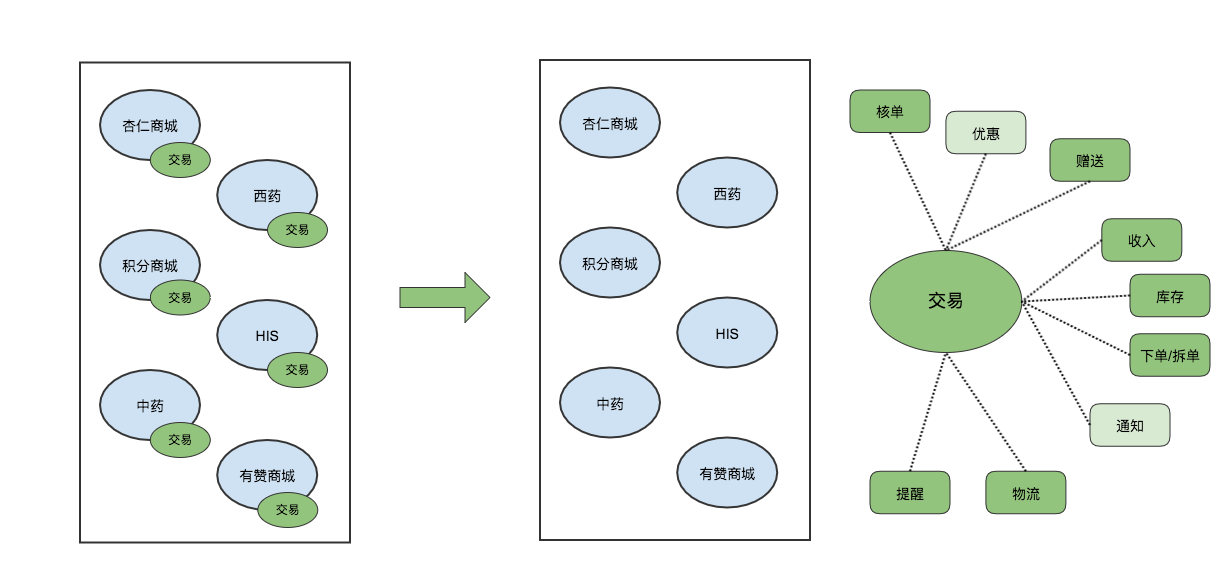 杏仁商城
交易
西药
交易
积分商城
交易
HIS
交易
中药
交易
有赞商城
交易
杏仁商城
西药
积分商城
HIS
中药
有赞商城
核单
优惠
赠送
收入
交易
库存
下单/拆单
通知
提醒
物流